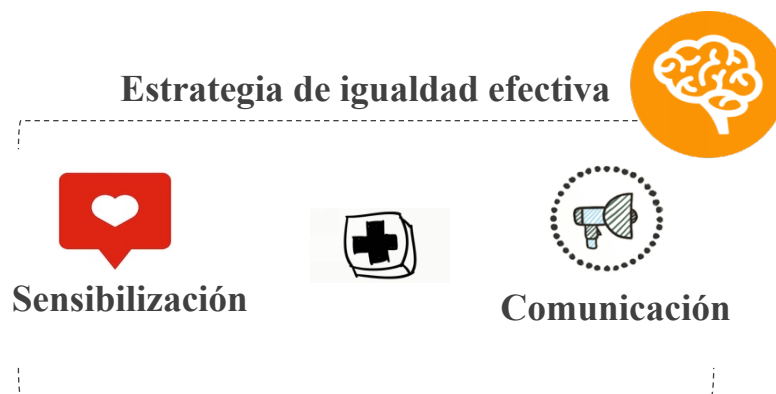 Estrategia de igualdad efectiva
Sensibilización
Comunicación